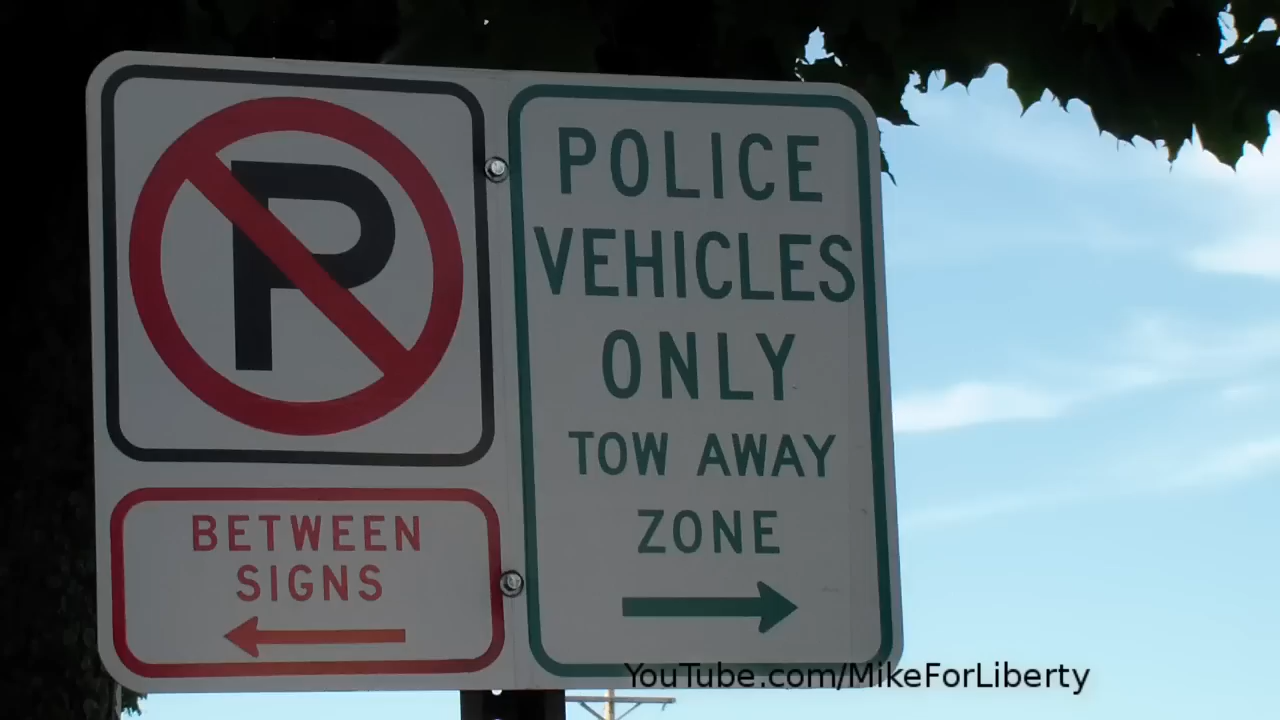 P
BETWEEN
SIGNS
POLICE
VEHICLES
ONLY
TOW AWAY
ZONE
YouTube.com/MikeForLiberty